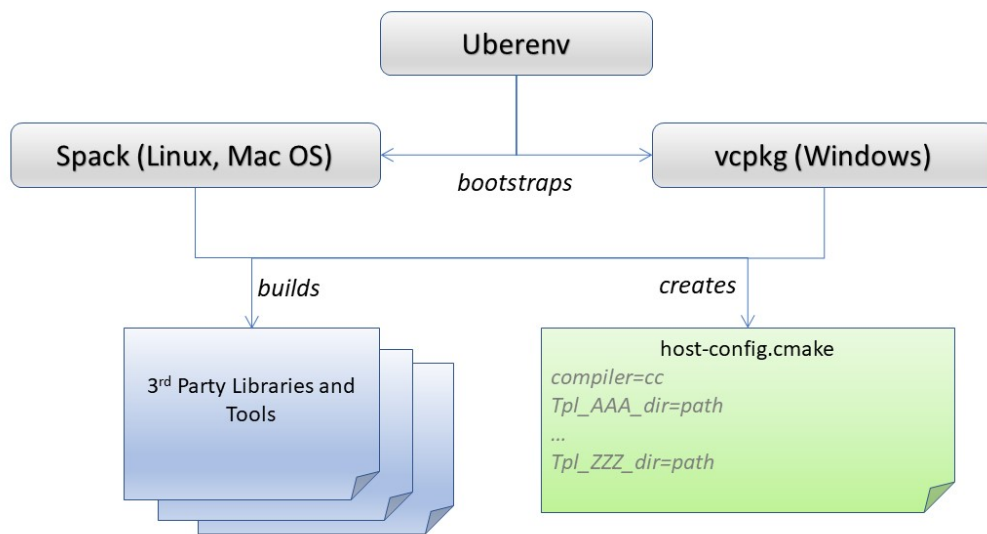 Uberenv
Spack (Linux, Mac OS)
vcpkg (Windows)
bootstraps
builds
creates
3rd Party Libraries and
Tools
host-config.cmake
compiler=cc
Tpl_AAA_dir=path
...
Tpl_ZZZ_dir=path